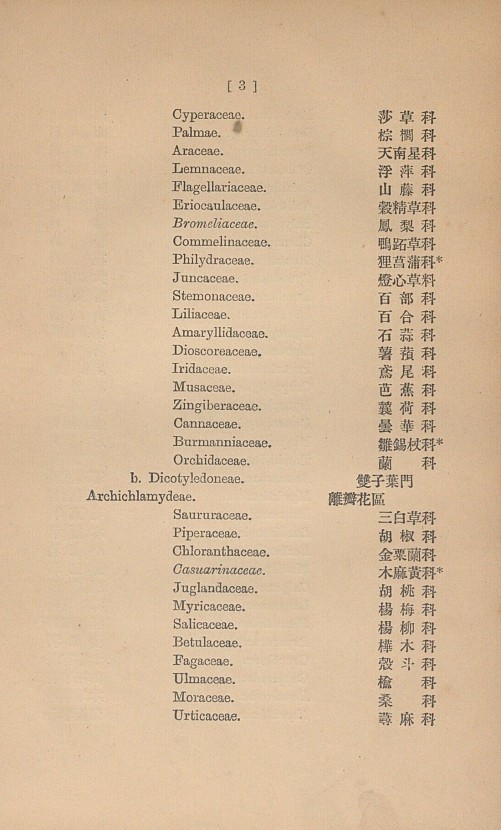 [ 3 ]
Cyperaceae. 莎草科
Palmae. 棕櫚科
Araceae. 天南星科
Lemnaceae. 浮萍科
Flagellariaceae. 山藤科
Eriocaulaceae. 穀精草科
Bromeliaceae. 鳳梨科
Commelinaceae. 鴨跖草科
Philydraceae. 狸菖蒲科*
Juncaceae. 燈心草料
Stemonaceae. 百部科
Liliaceae. 百合科
Amaryllidaceae. 石蒜科
Dioscoreaceae. 薯蕷科
Iridaceae. 鳶尾科
Musaceae. 芭蕉科
Zingiberaceae. 蘘荷科
Cannaceae. 曇華科
Burmanniaceae. 雛錫杖科*
Orchidaceae. 蘭科
b. Dicotyledoneae. 雙子葉門
Archichlamydeae. 離瓣花區
Saururaceae. 三白草科
Piperaceae. 胡椒科
Chloranthaceae. 金粟蘭科
Casuarinaceae. 木麻黃科*
Juglandaceae. 胡桃科
Myricaceae. 楊梅科
Salicaceae. 楊柳科
Betulaceae. 樺木科
Fagaceae. 殼斗科
Ulmaceae. 楡科
Moraceae. 桑科
Urticaceae. 蕁麻科